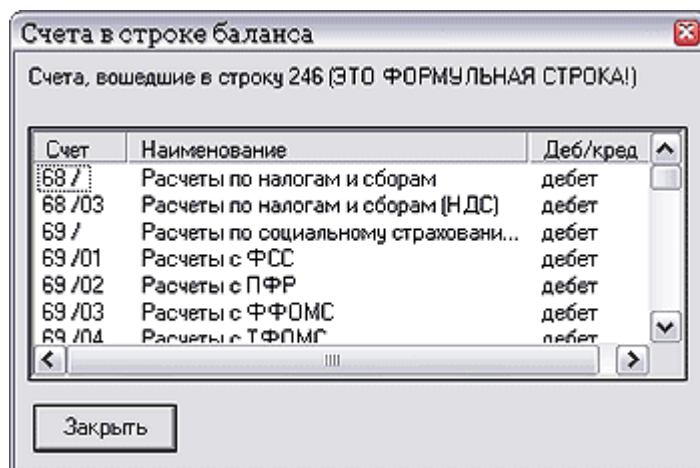 Счета в строке баланса
Счета, вошедшие в строку 246 (ЭТО ФОРМУЛЬНАЯ СТРОКА!)
Счет Наименование Деб/кред
68 / Расчеты по налогам и сборам дебет
68 /03 Расчеты по налогам и сборам (НДС) дебет
69 / Расчеты по социальному страховани... дебет
69 /01 Расчеты с ФСС дебет
69 /02 Расчеты с ПФР дебет
69 /03 Расчеты с ФФОМС дебет
69 /04 Расчеты с ТФОМС дебет
Закрыть